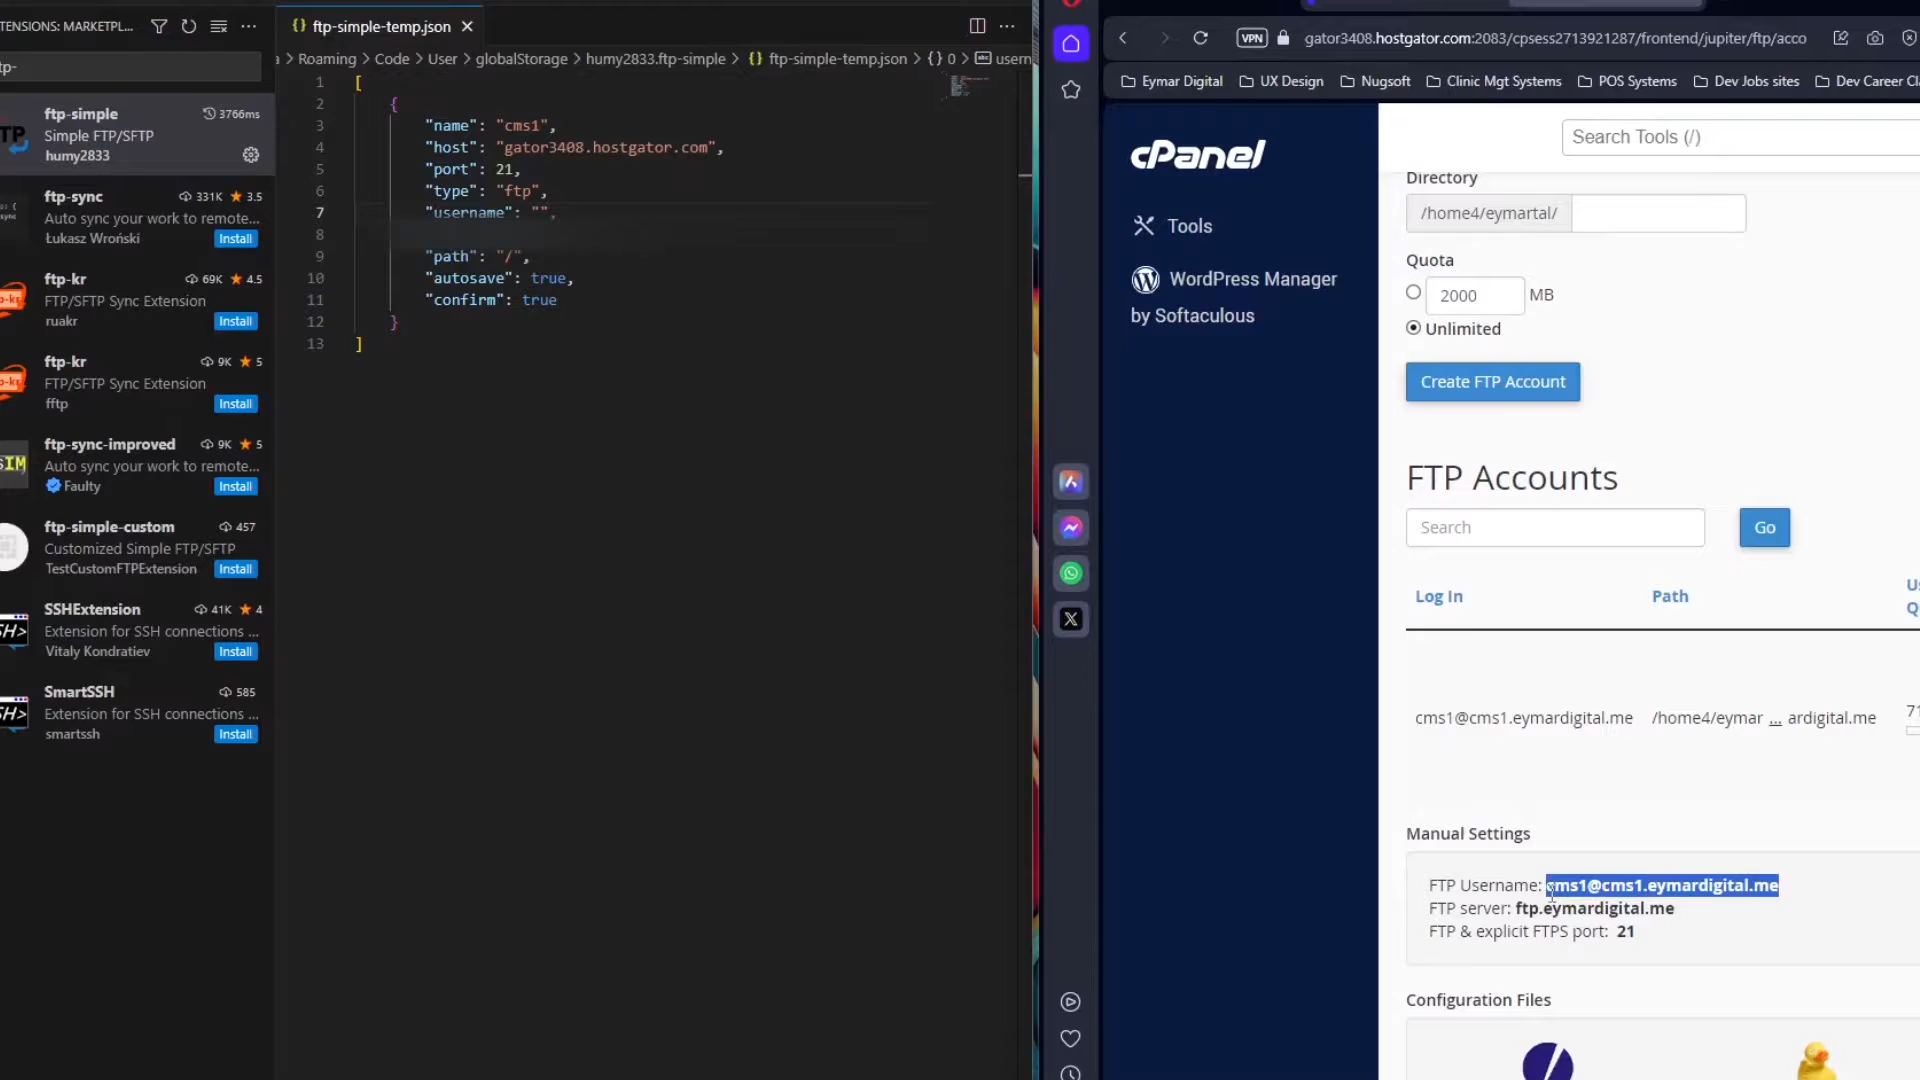 TENSIONS: MARKETPL...
tp-
ftp-simple
3766ms
Simple FTP/SFTP
humy2833
ftp-sync
331K ★ 3.5
Auto sync your work to remote...
Łukasz Wroński
Install
ftp-kr
69K ★ 4.5
FTP/SFTP Sync Extension
ruakr
Install
ftp-kr
9K ★ 5
FTP/SFTP Sync Extension
fftp
Install
ftp-sync-improved
9K ★ 5
Auto sync your work to remote...
Faulty
Install
ftp-simple-custom
457
Customized Simple FTP/SFTP
TestCustomFTPExtension
Install
SSHExtension
41K ★ 4
Extension for SSH connections ...
Vitaly Kondratiev
Install
SmartSSH
585
Extension for SSH connections ...
smartssh
Install
{} ftp-simple-temp.json
a > Roaming > Code > User > globalStorage > humy2833.ftp-simple > {} ftp-simple-temp.json > {} 0 > usern
1 [
2 {
3 "name": "cms1",
4 "host": "gator3408.hostgator.com",
5 "port": 21,
6 "type": "ftp",
7 "username": "",
8
9 "path": "/",
10 "autosave": true,
11 "confirm": true
12 }
13 ]
VPN gator3408.hostgator.com:2083/cpsess2713921287/frontend/jupiter/ftp/acco
Eymar Digital UX Design Nugsoft Clinic Mgt Systems POS Systems Dev Jobs sites Dev Career Cl
cPanel
Tools
WordPress Manager
by Softaculous
Search Tools (/)
Directory
/home4/eymartal/
Quota
2000 MB
Unlimited
Create FTP Account
FTP Accounts
Search
Go
Log In Path
cms1@cms1.eymardigital.me /home4/eymar ... ardigital.me 71
Manual Settings
FTP Username: cms1@cms1.eymardigital.me
FTP server: ftp.eymardigital.me
FTP & explicit FTPS port: 21
Configuration Files